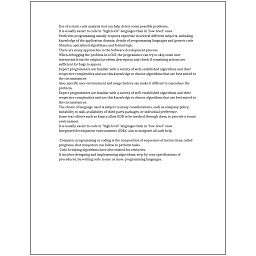 Use of a static code analysis tool can help detect some possible problems.
It is usually easier to code in "high-level" languages than in "low-level" ones.
Proficient programming usually requires expertise in several different subjects, including
knowledge of the application domain, details of programming languages and generic code
libraries, specialized algorithms, and formal logic.
There are many approaches to the Software development process.
When debugging the problem in a GUI, the programmer can try to skip some user
interaction from the original problem description and check if remaining actions are
sufficient for bugs to appear.
Expert programmers are familiar with a variety of well-established algorithms and their
respective complexities and use this knowledge to choose algorithms that are best suited to
the circumstances.
Also, specific user environment and usage history can make it difficult to reproduce the
problem.
Expert programmers are familiar with a variety of well-established algorithms and their
respective complexities and use this knowledge to choose algorithms that are best suited to
the circumstances.
The choice of language used is subject to many considerations, such as company policy,
suitability to task, availability of third-party packages, or individual preference.
Some text editors such as Emacs allow GDB to be invoked through them, to provide a visual
environment.
It is usually easier to code in "high-level" languages than in "low-level" ones.
Integrated development environments (IDEs) aim to integrate all such help.
Computer programming or coding is the composition of sequences of instructions, called
programs, that computers can follow to perform tasks.
Code-breaking algorithms have also existed for centuries.
It involves designing and implementing algorithms, step-by-step specifications of
procedures, by writing code in one or more programming languages.